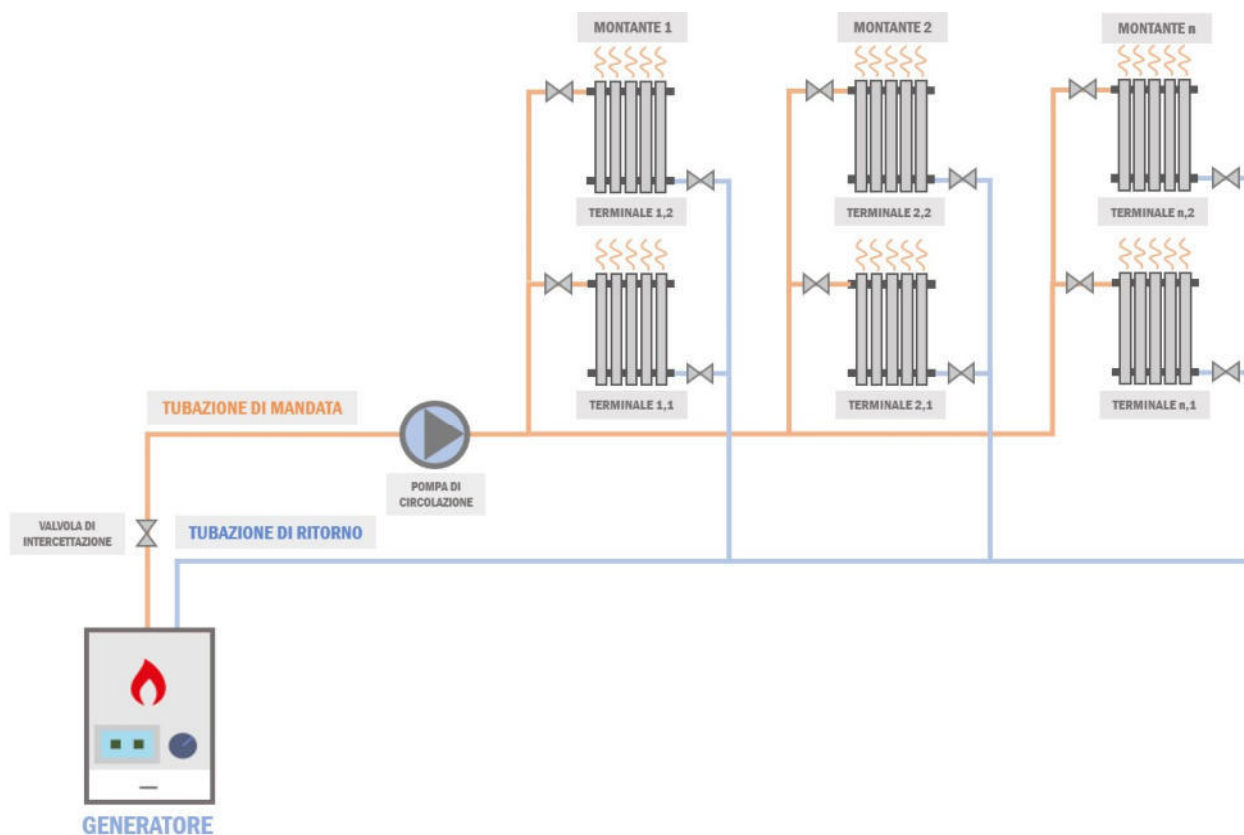 MONTANTE 1
MONTANTE 2
MONTANTE n
TERMINALE 1,2
TERMINALE 2,2
TERMINALE n,2
TERMINALE 1,1
TERMINALE 2,1
TERMINALE n,1
TUBAZIONE DI MANDATA
POMPA DI
CIRCOLAZIONE
VALVOLA DI
INTERCETTAZIONE
TUBAZIONE DI RITORNO
GENERATORE